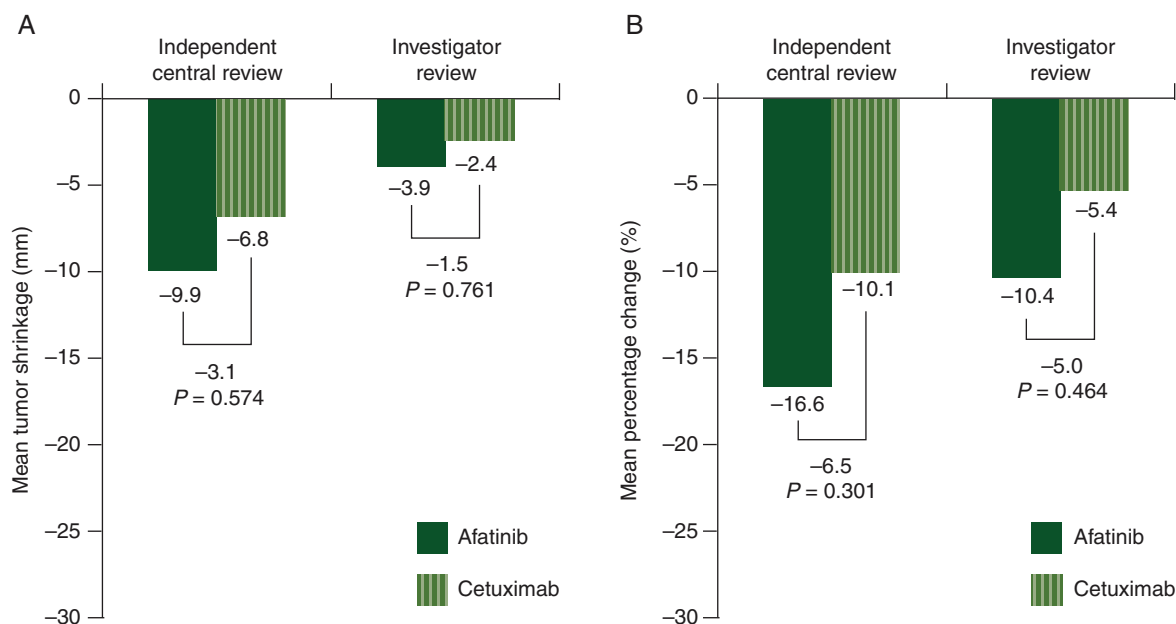 A
Independent
central review
Investigator
review
Mean tumor shrinkage (mm)
0
–5
–10
–15
–20
–25
–30
–9.9
–6.8
–3.1
P = 0.574
–3.9
–2.4
–1.5
P = 0.761
Afatinib
Cetuximab
B
Independent
central review
Investigator
review
Mean percentage change (%)
0
–5
–10
–15
–20
–25
–30
–16.6
–10.1
–6.5
P = 0.301
–10.4
–5.4
–5.0
P = 0.464
Afatinib
Cetuximab